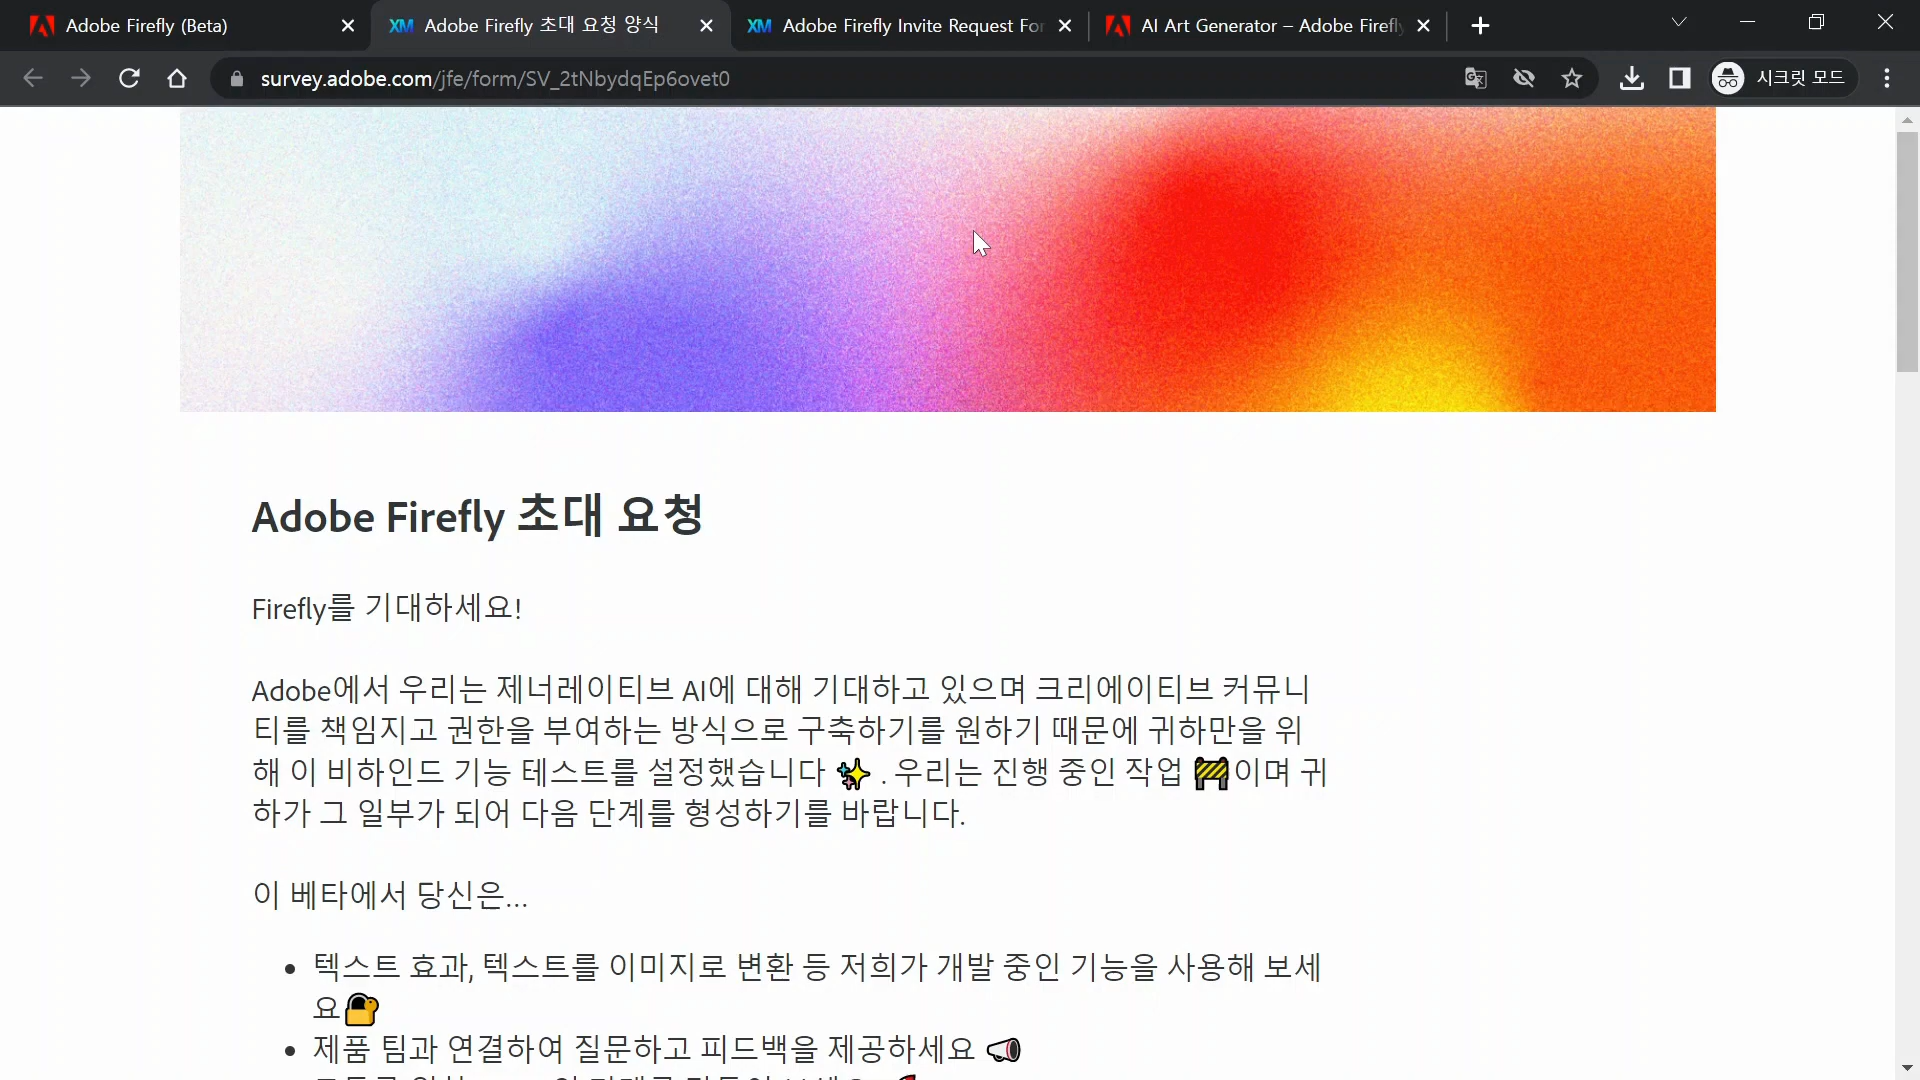 Adobe Firefly (Beta)
Adobe Firefly 초대 요청 양식
Adobe Firefly Invite Request For
AI Art Generator – Adobe Firefly
survey.adobe.com/jfe/form/SV_2tNbydqEp6ovet0
시크릿 모드
Adobe Firefly 초대 요청
Firefly를 기대하세요!
Adobe에서 우리는 제너레이티브 AI에 대해 기대하고 있으며 크리에이티브 커뮤니
티를 책임지고 권한을 부여하는 방식으로 구축하기를 원하기 때문에 귀하만을 위
해 이 비하인드 기능 테스트를 설정했습니다 ✨ . 우리는 진행 중인 작업 🚧이며 귀
하가 그 일부가 되어 다음 단계를 형성하기를 바랍니다.
이 베타에서 당신은...
• 텍스트 효과, 텍스트를 이미지로 변환 등 저희가 개발 중인 기능을 사용해 보세
요🔐
• 제품 팀과 연결하여 질문하고 피드백을 제공하세요 📣